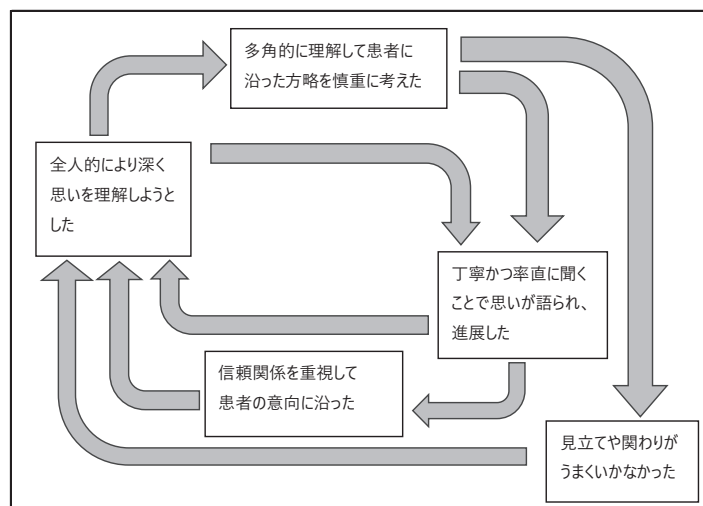 多角的に理解して患者に
沿った方略を慎重に考えた
全人的により深く
思いを理解しようと
した
丁寧かつ率直に聞く
ことで思いが語られ、
進展した
信頼関係を重視して
患者の意向に沿った
見立てや関わりが
うまくいかなかった